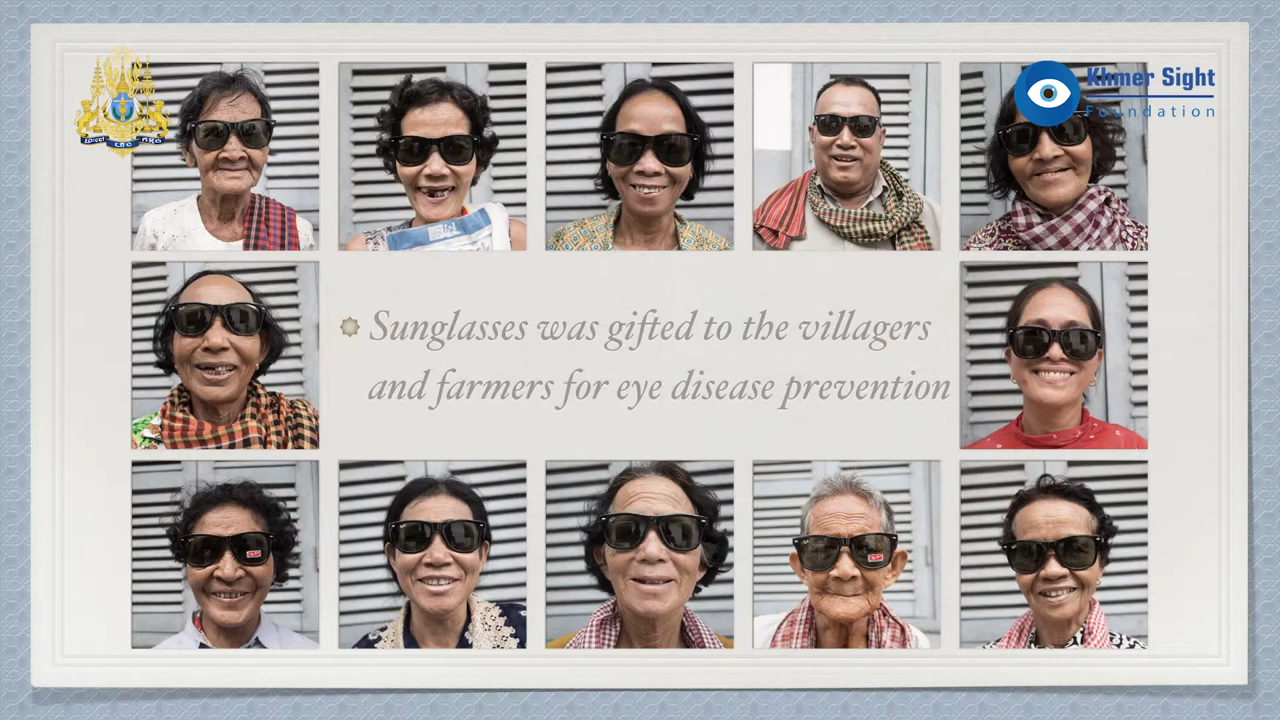 Khmer Sight
Foundation
Sunglasses was gifted to the villagers
and farmers for eye disease prevention